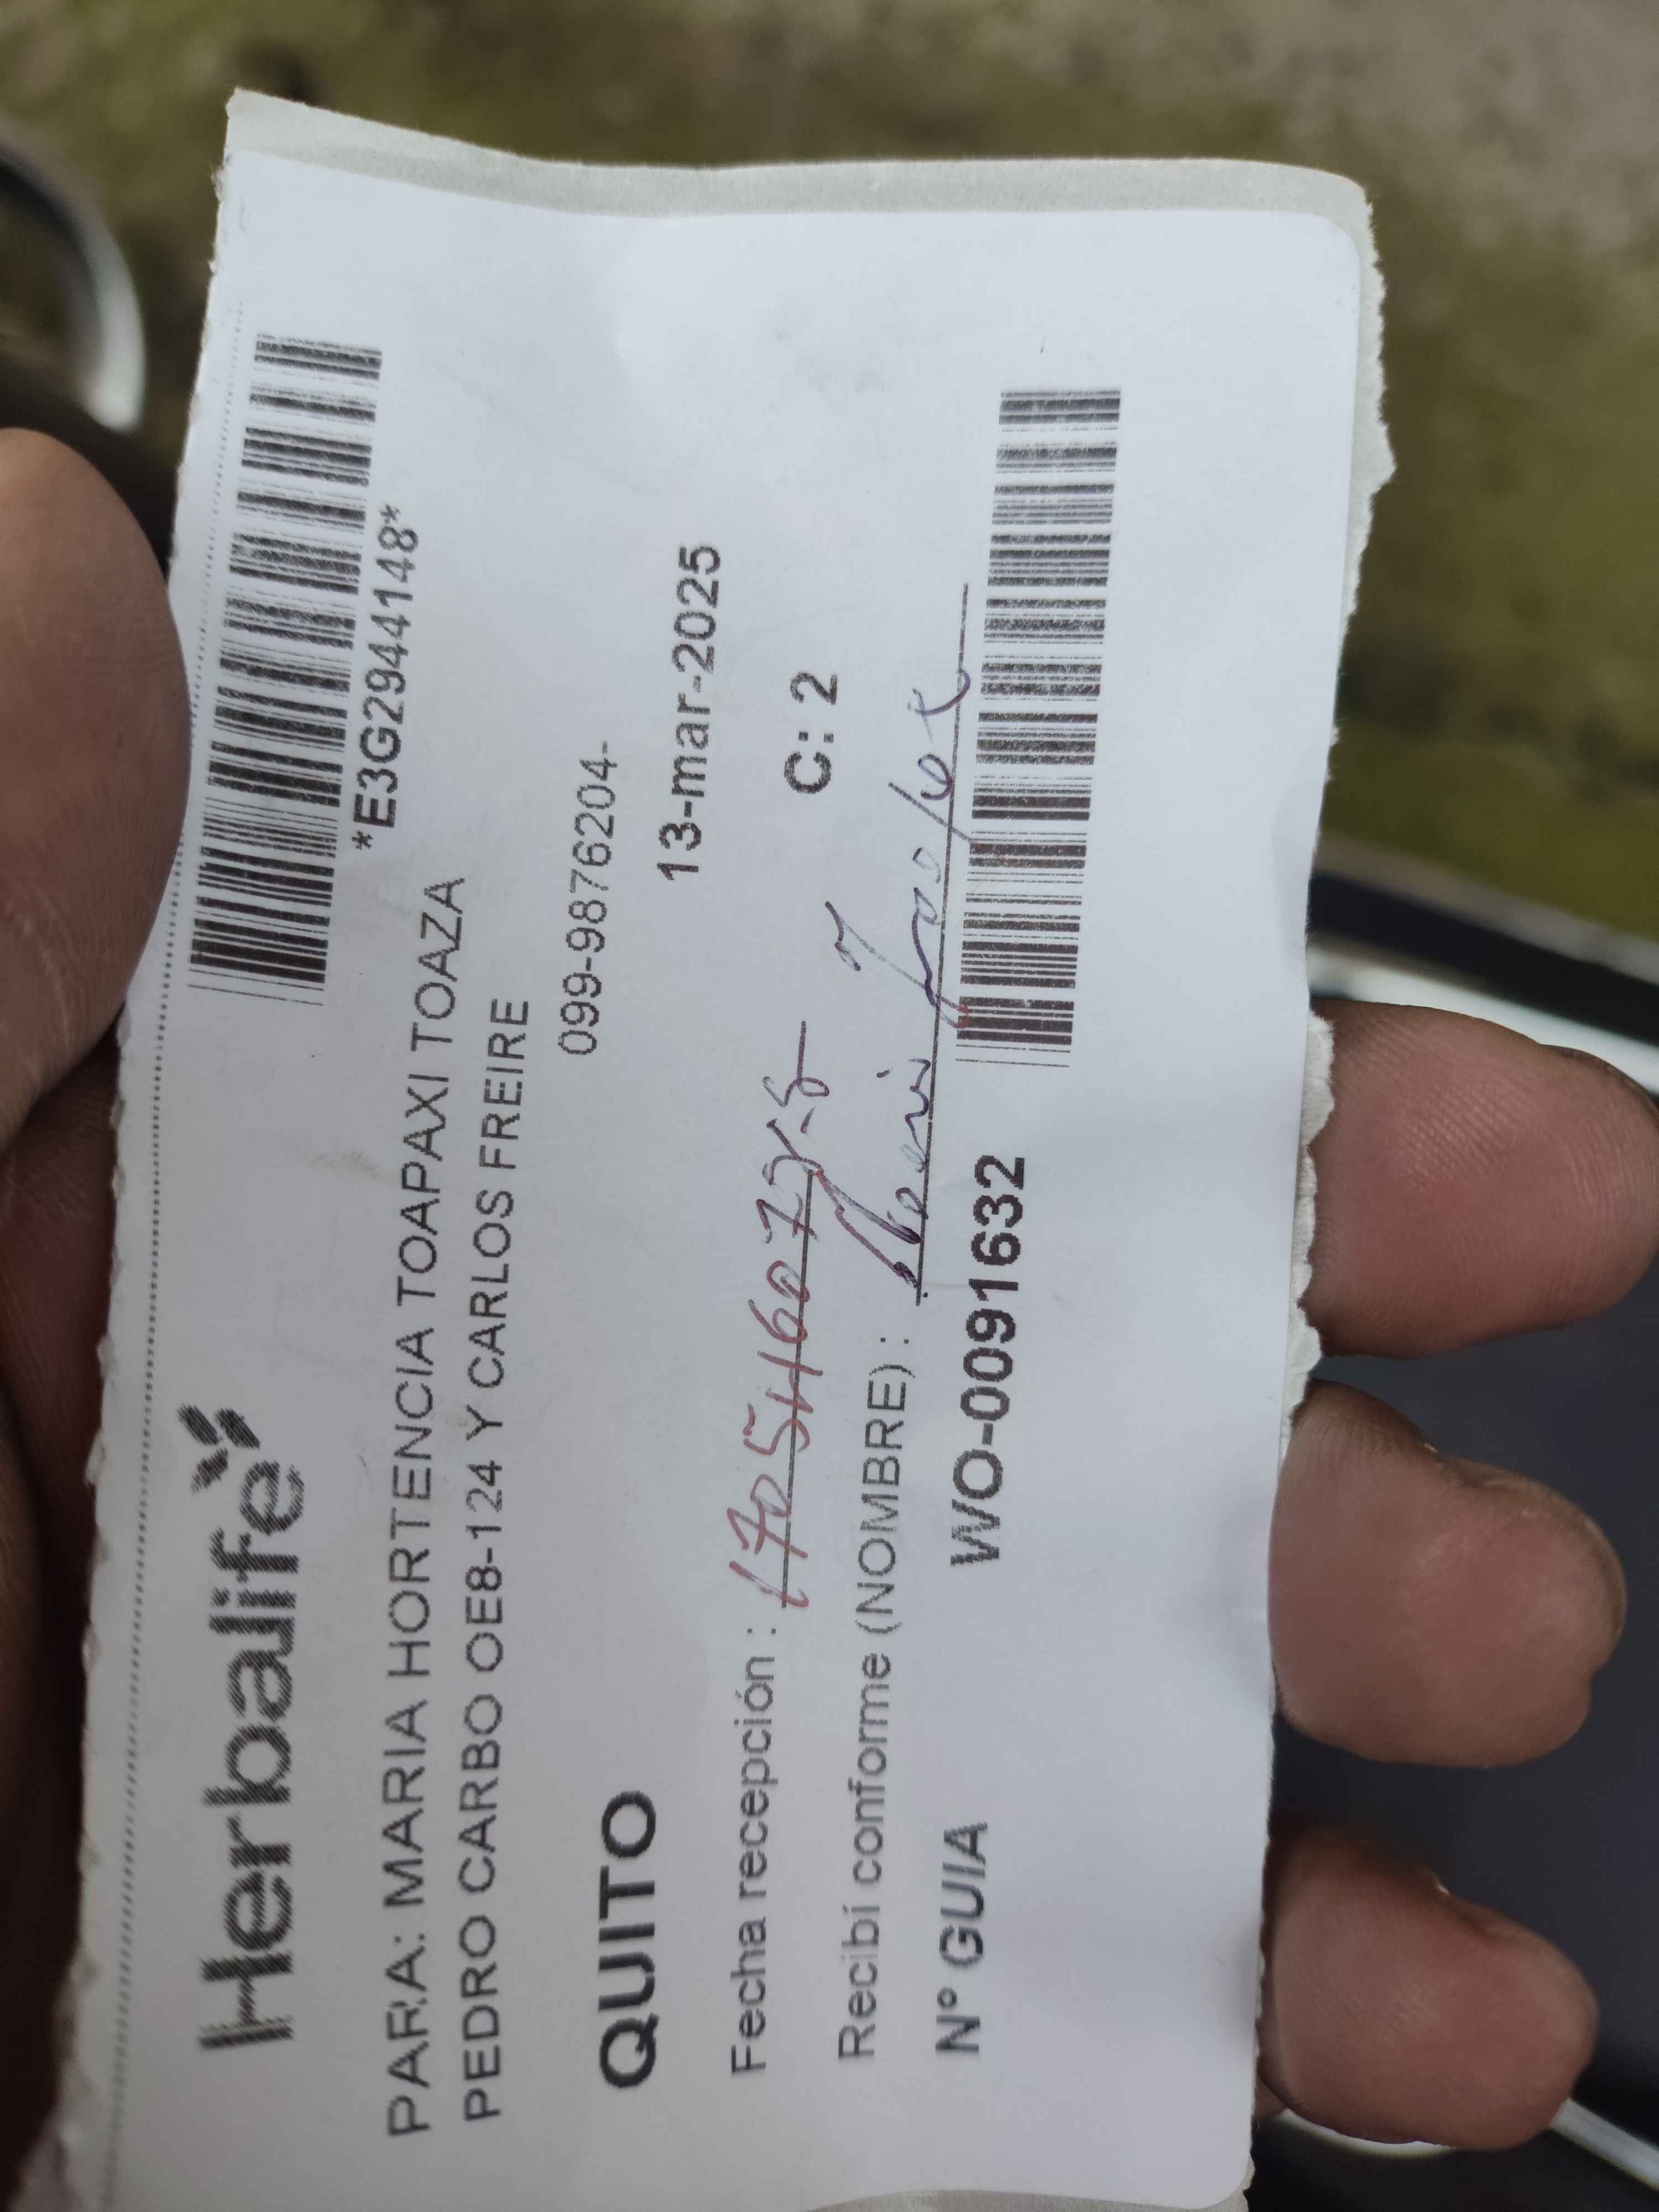 Herbalife
*E3G2944148*
PARA: MARIA HORTENCIA TOAPAXI TOAZA
PEDRO CARBO OE8-124 Y CARLOS FREIRE
099-9876204-
QUITO
13-mar-2025
Fecha recepción :
C: 2
Recibí conforme (NOMBRE) :
Nº GUIA WO-0091632